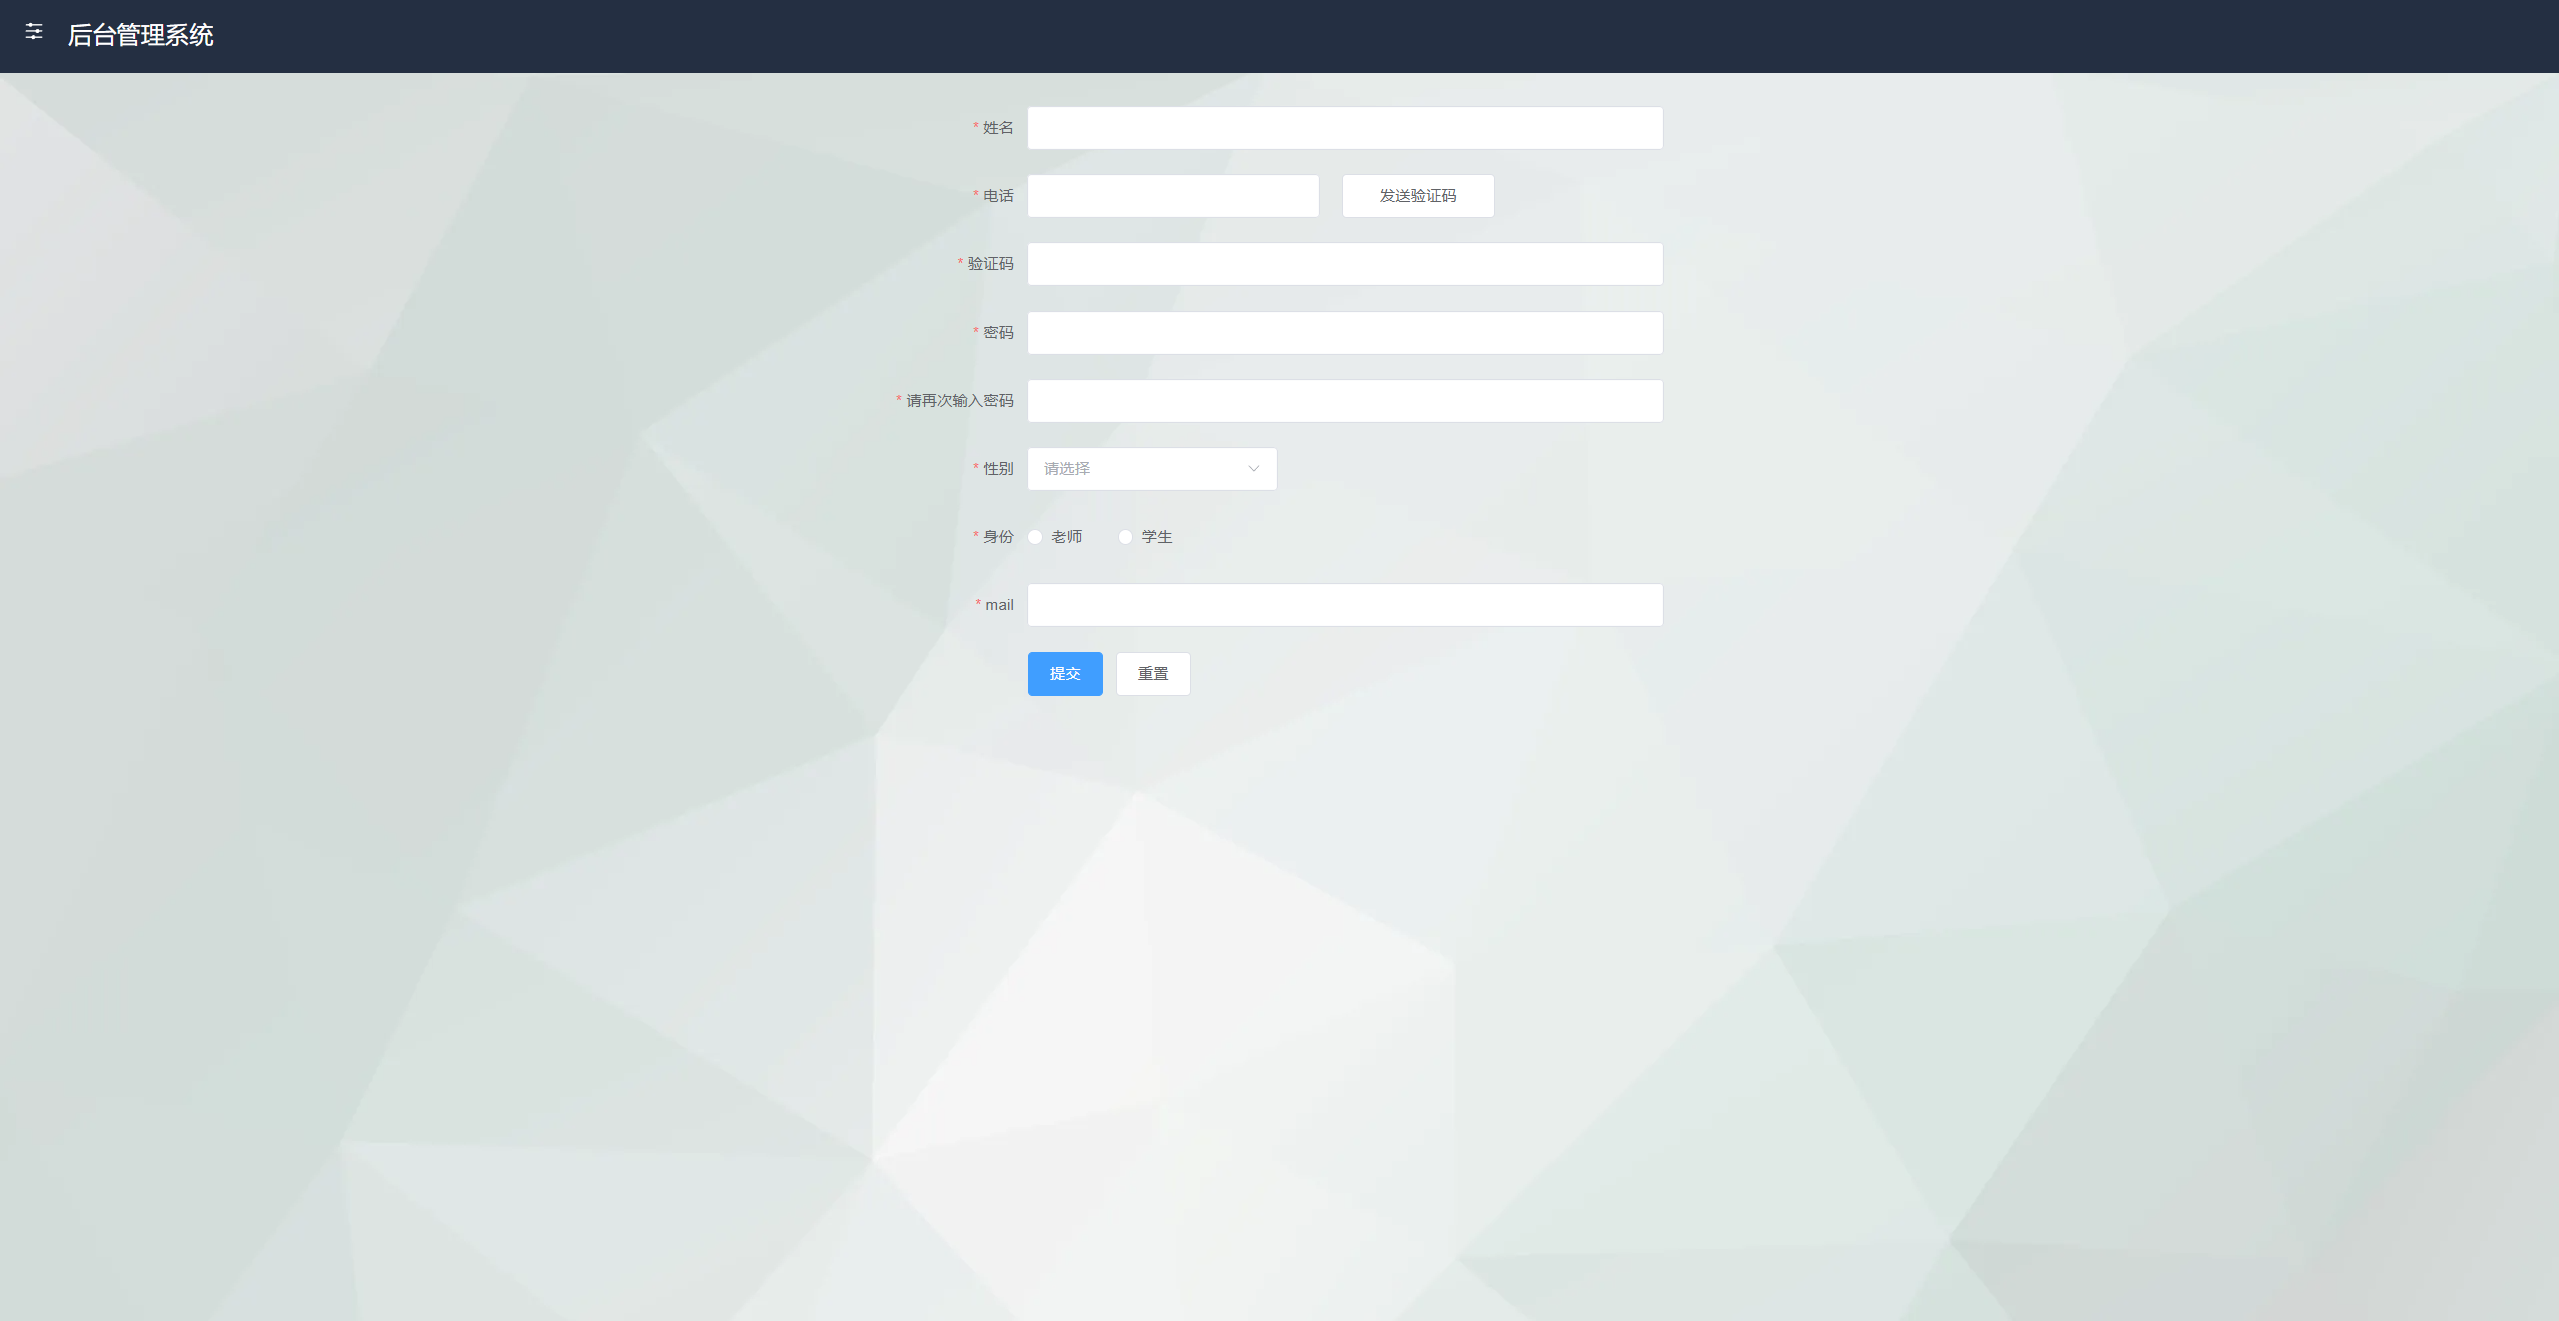 后台管理系统
* 姓名
* 电话 发送验证码
* 验证码
* 密码
* 请再次输入密码
* 性别 请选择
* 身份 老师 学生
* mail
提交 重置